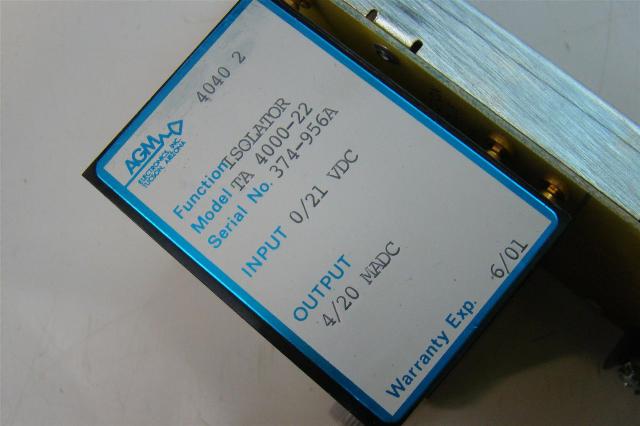 4040 2
AGM
ELECTRONICS, INC.
TUCSON, ARIZONA
Function ISOLATOR
Model TA 4000-22
Serial No. 374-956A
INPUT 0/21 VDC
OUTPUT
4/20 MADC
Warranty Exp. 6/01